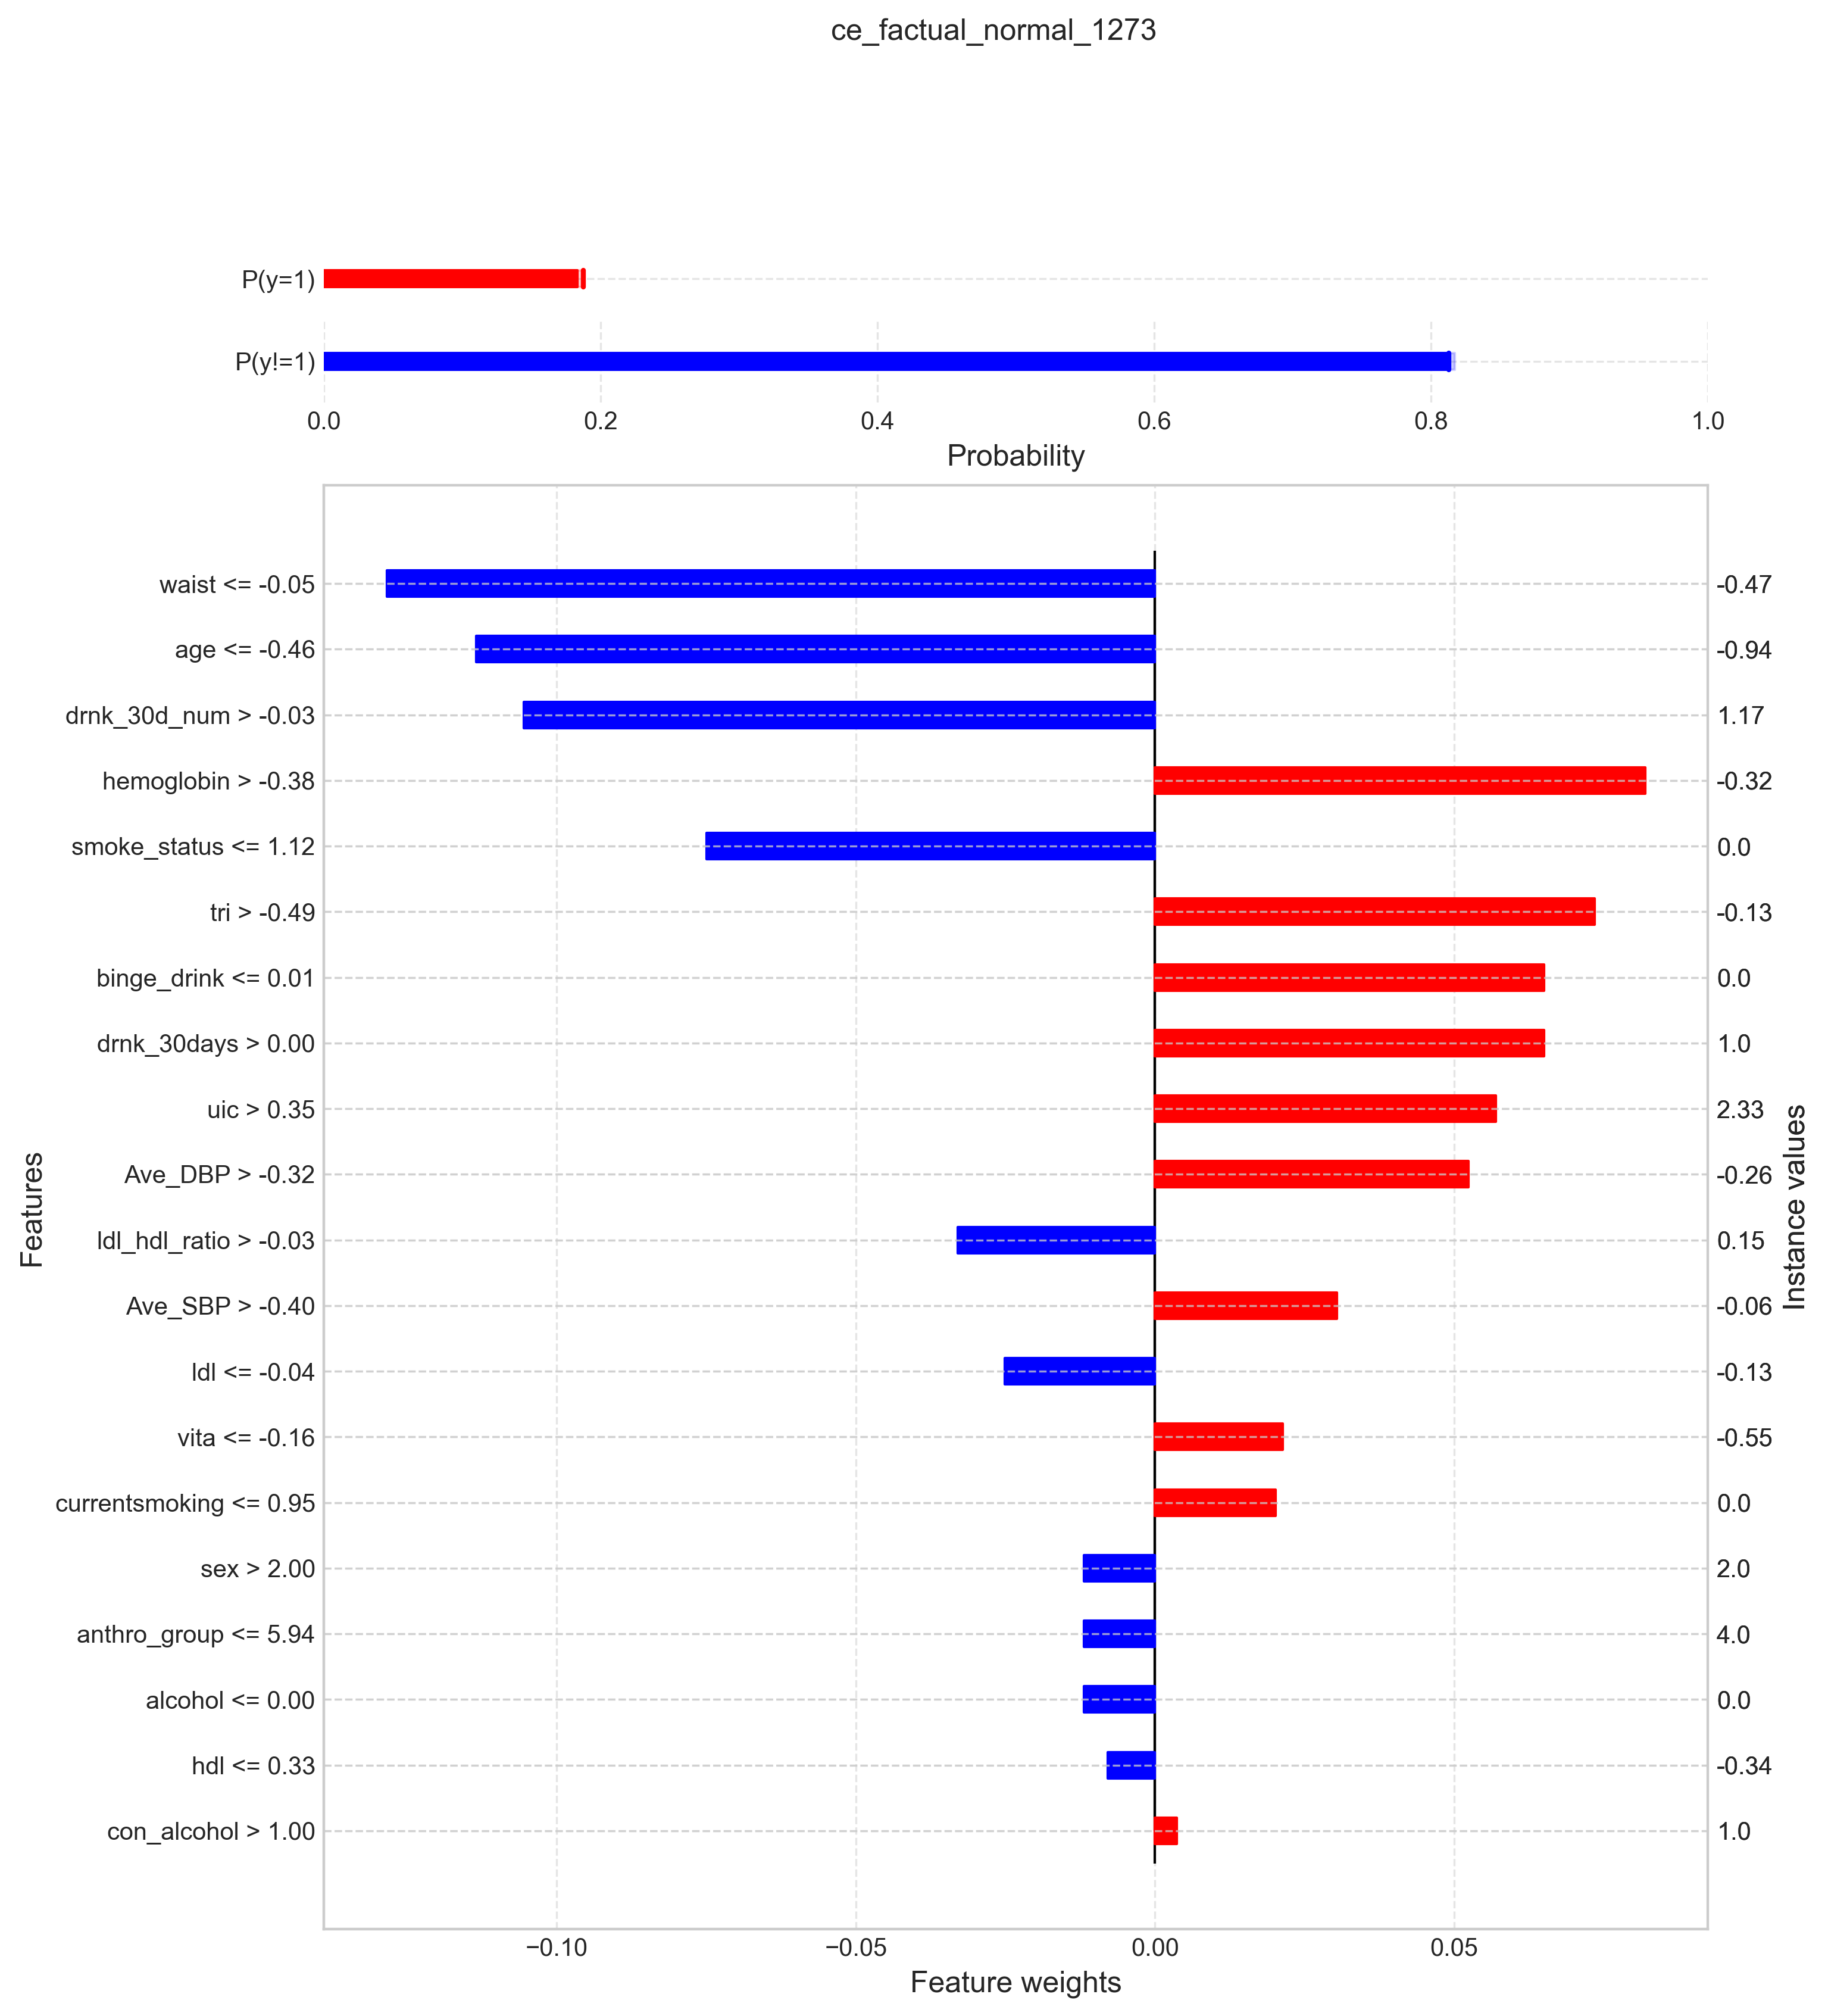 ce_factual_normal_1273
P(y=1)
P(y!=1)
0.0 0.2 0.4 0.6 0.8 1.0
Probability
waist <= -0.05 -0.47
age <= -0.46 -0.94
drnk_30d_num > -0.03 1.17
hemoglobin > -0.38 -0.32
smoke_status <= 1.12 0.0
tri > -0.49 -0.13
binge_drink <= 0.01 0.0
drnk_30days > 0.00 1.0
uic > 0.35 2.33
Ave_DBP > -0.32 -0.26
ldl_hdl_ratio > -0.03 0.15
Ave_SBP > -0.40 -0.06
ldl <= -0.04 -0.13
vita <= -0.16 -0.55
currentsmoking <= 0.95 0.0
sex > 2.00 2.0
anthro_group <= 5.94 4.0
alcohol <= 0.00 0.0
hdl <= 0.33 -0.34
con_alcohol > 1.00 1.0
Features
Instance values
−0.10 −0.05 0.00 0.05
Feature weights